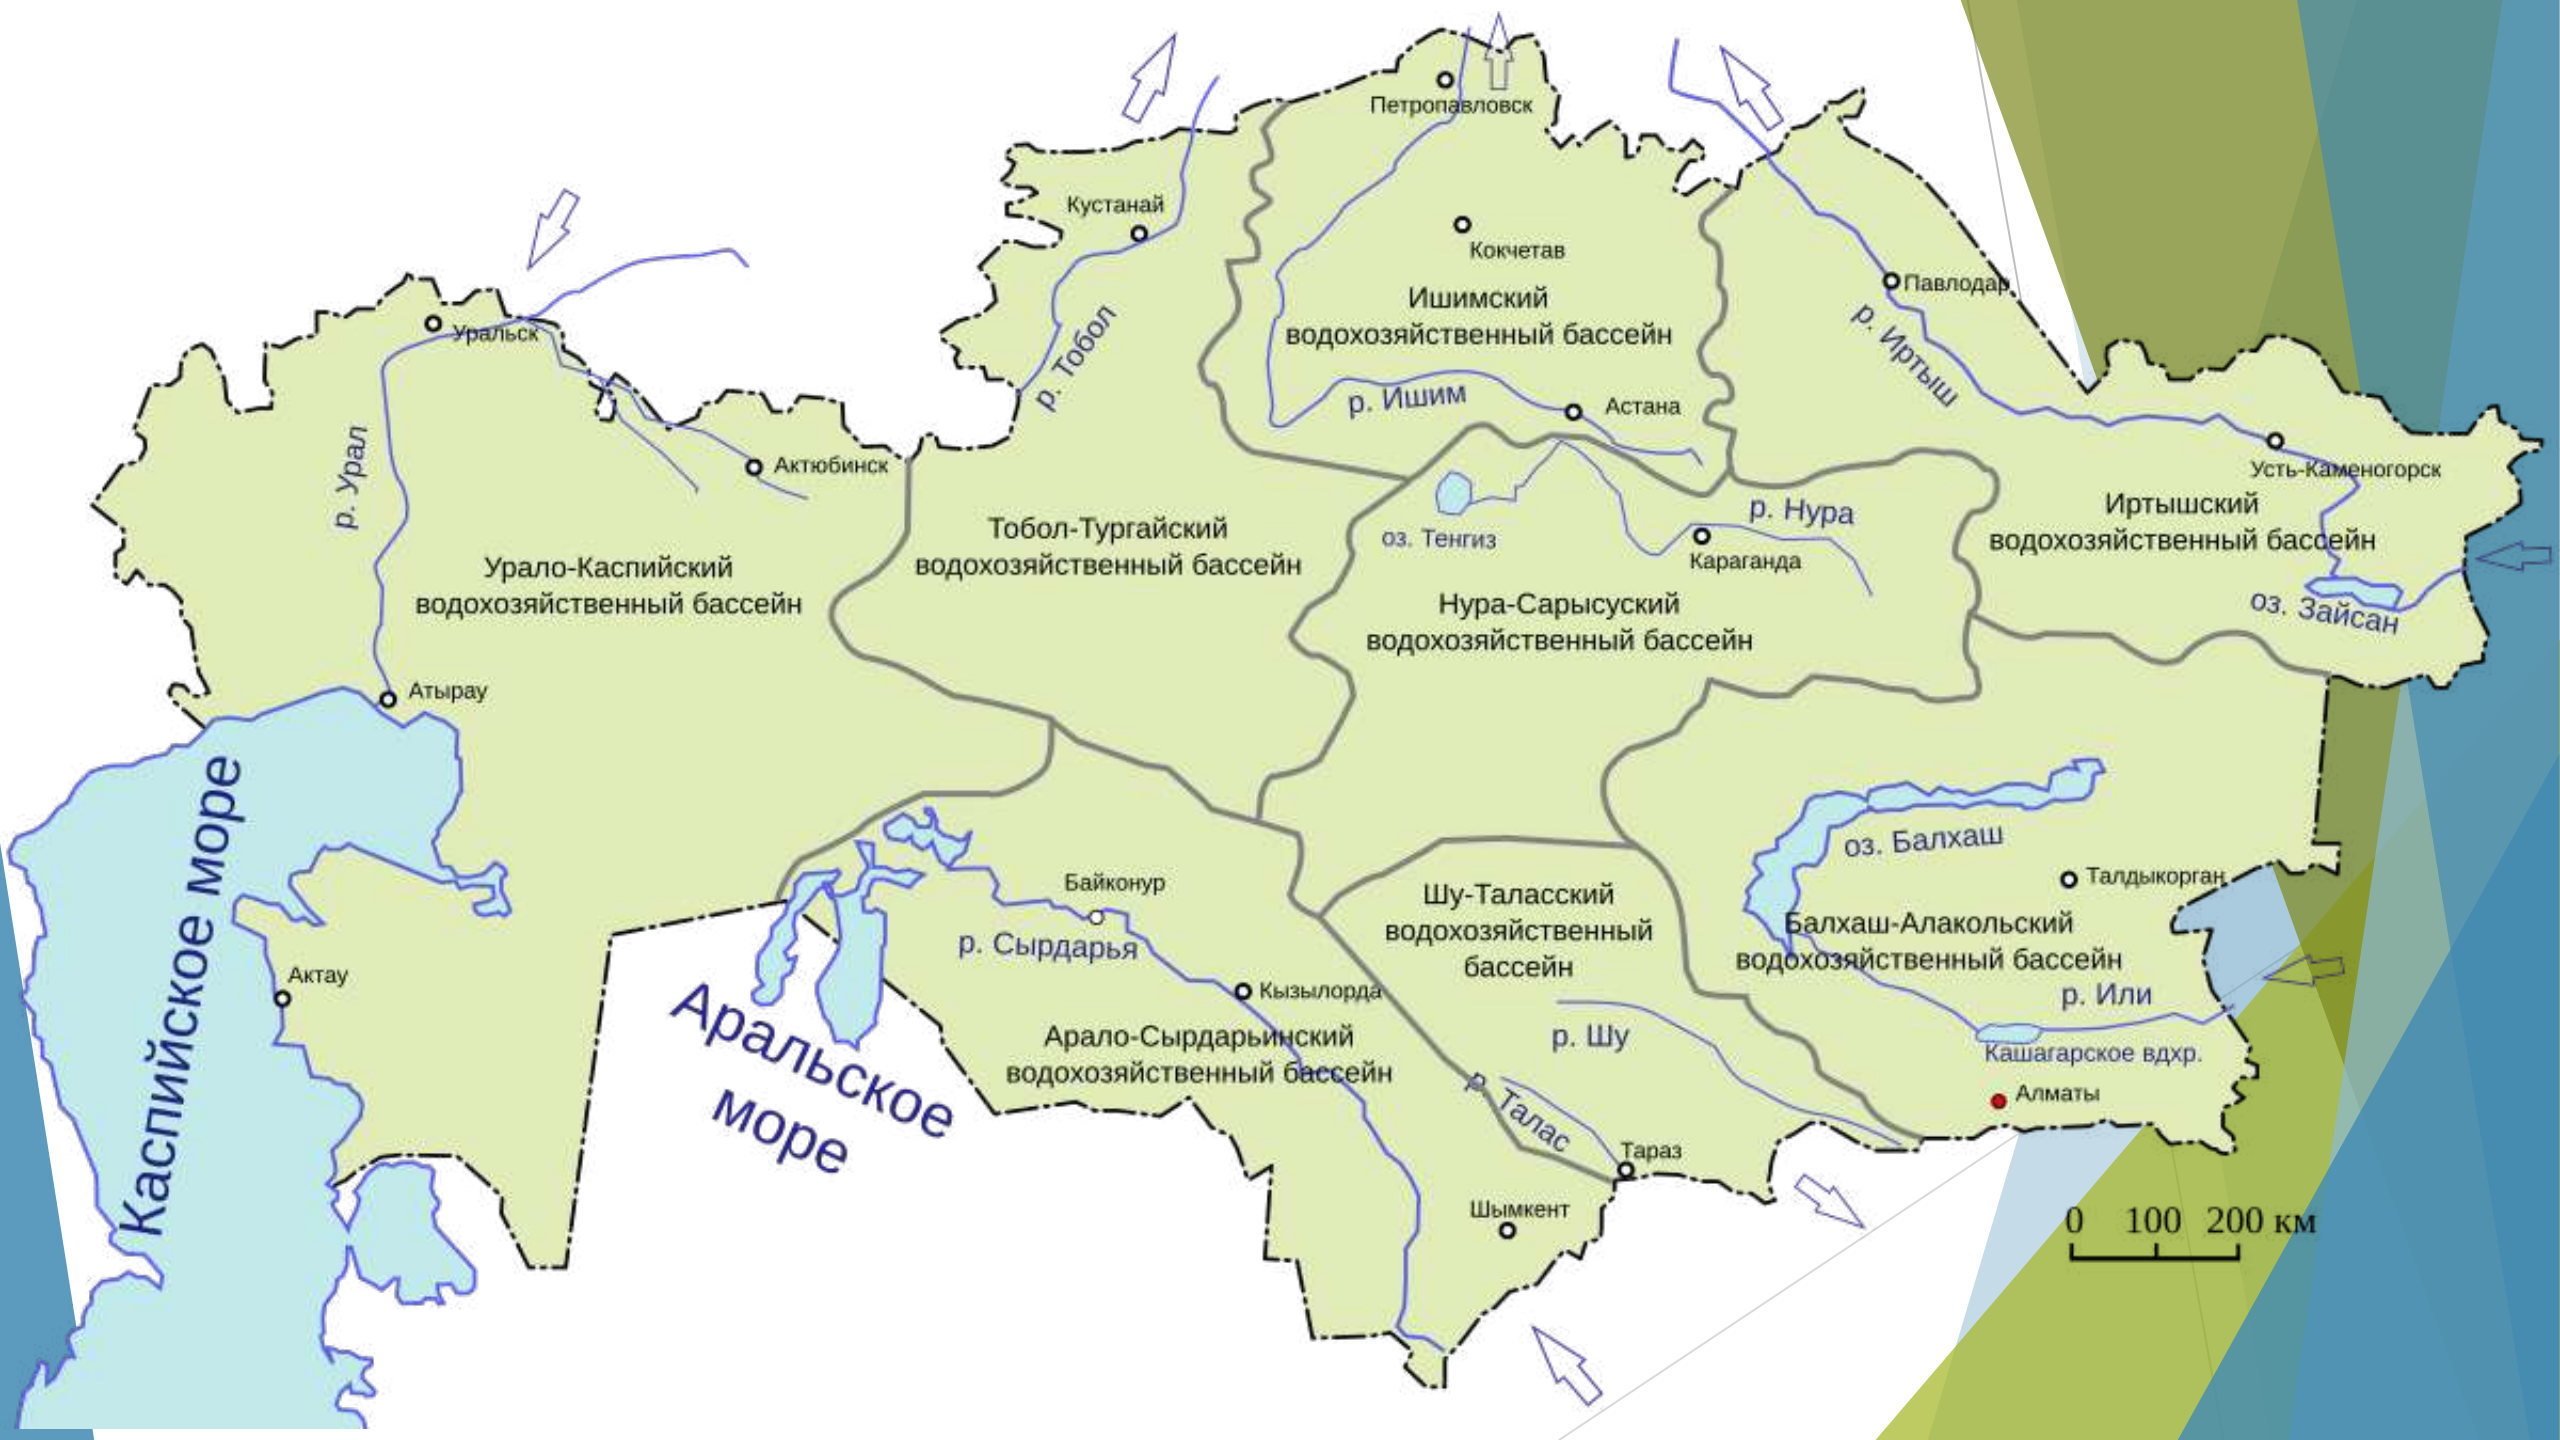 Петропавловск
Кустанай
Кокчетав
Павлодар
Ишимский
водохозяйственный бассейн
Уральск
р. Тобол
р. Иртыш
р. Ишим
Астана
Актюбинск
Усть-Каменогорск
р. Урал
Иртышский
водохозяйственный бассейн
р. Нура
оз. Тенгиз
Караганда
Тобол-Тургайский
водохозяйственный бассейн
Урало-Каспийский
водохозяйственный бассейн
Нура-Сарысуский
водохозяйственный бассейн
оз. Зайсан
Атырау
Каспийское море
оз. Балхаш
Талдыкорган
Байконур
Шу-Таласский
водохозяйственный
бассейн
Балхаш-Алакольский
водохозяйственный бассейн
р. Сырдарья
Актау
Кызылорда
р. Или
Аральское
море
Арало-Сырдарьинский
водохозяйственный бассейн
р. Шу
Кашагарское вдхр.
Алматы
р. Талас
Тараз
Шымкент
0 100 200 км